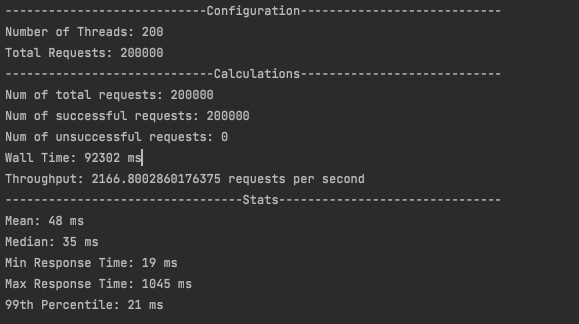 ----------------------------Configuration----------------------------
Number of Threads: 200
Total Requests: 200000
-----------------------------Calculations----------------------------
Num of total requests: 200000
Num of successful requests: 200000
Num of unsuccessful requests: 0
Wall Time: 92302 ms
Throughput: 2166.8002860176375 requests per second
---------------------------------Stats-------------------------------
Mean: 48 ms
Median: 35 ms
Min Response Time: 19 ms
Max Response Time: 1045 ms
99th Percentile: 21 ms